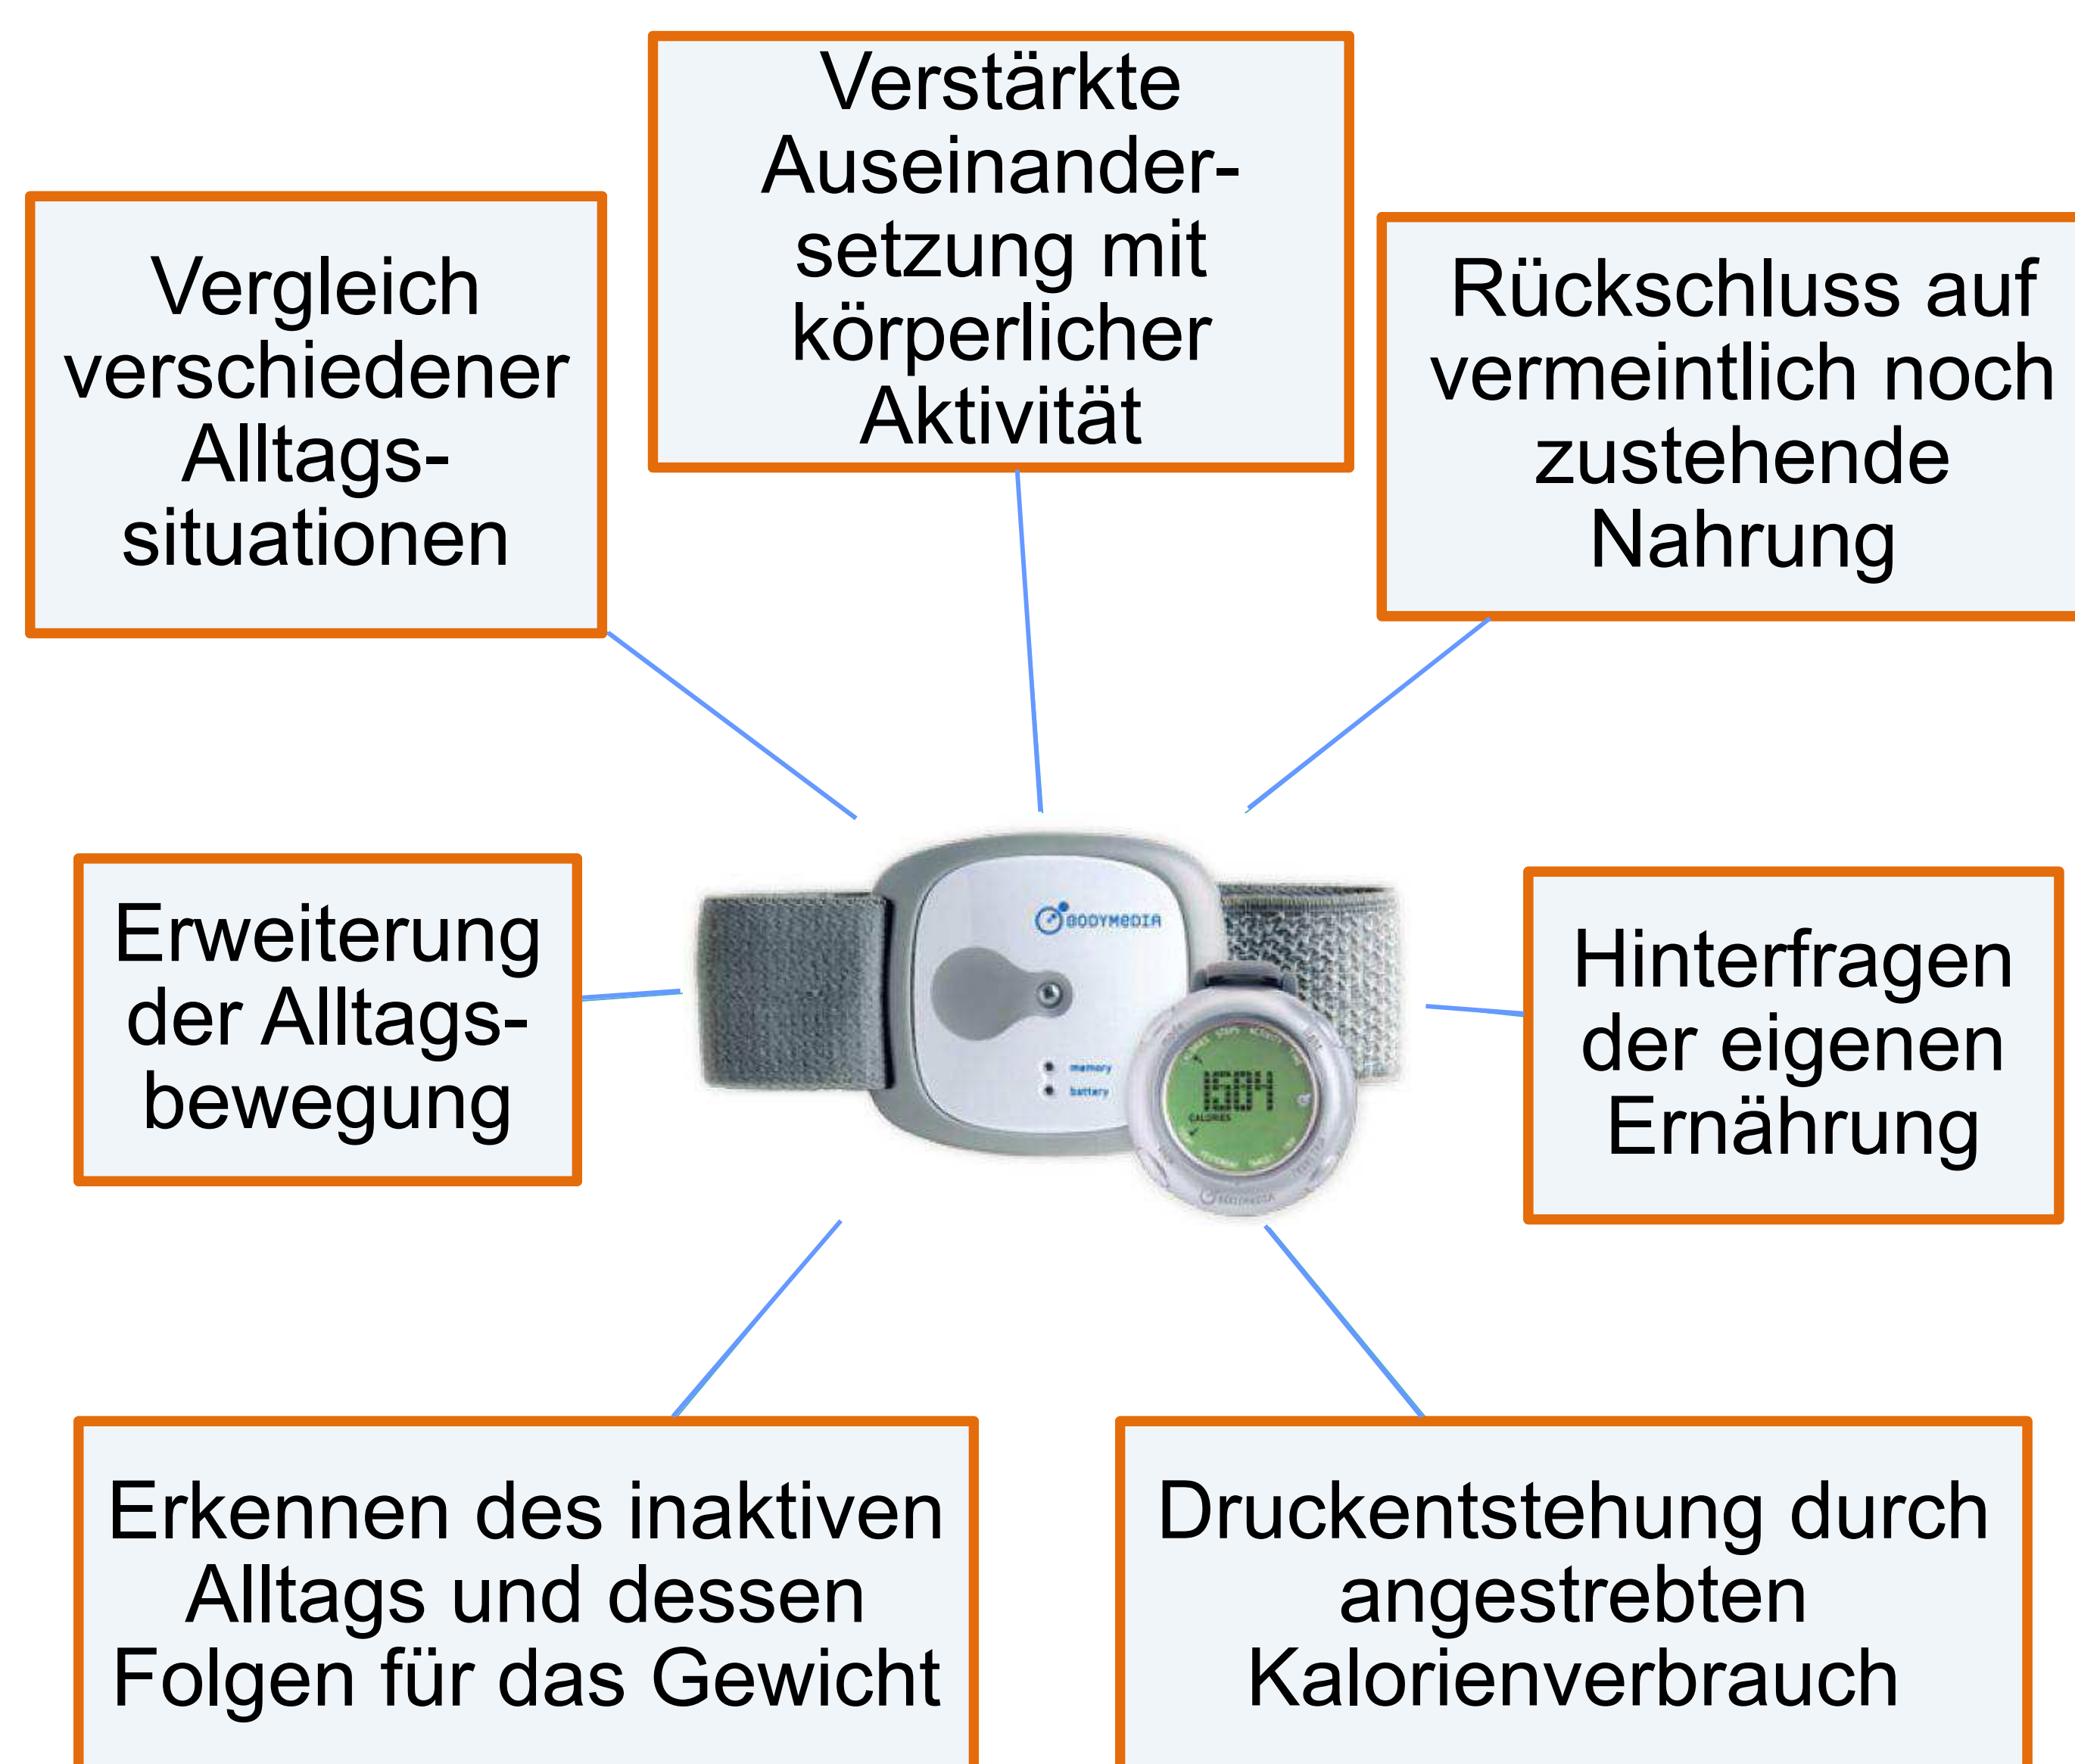 Verstärkte
Auseinander-
setzung mit
körperlicher
Aktivität
Vergleich
verschiedener
Alltags-
situationen
Rückschluss auf
vermeintlich noch
zustehende
Nahrung
Erweiterung
der Alltags-
bewegung
BODYMEDIA
memory
battery
1584
CALORIES
BODYMEDIA
Hinterfragen
der eigenen
Ernährung
Erkennen des inaktiven
Alltags und dessen
Folgen für das Gewicht
Druckentstehung durch
angestrebten
Kalorienverbrauch